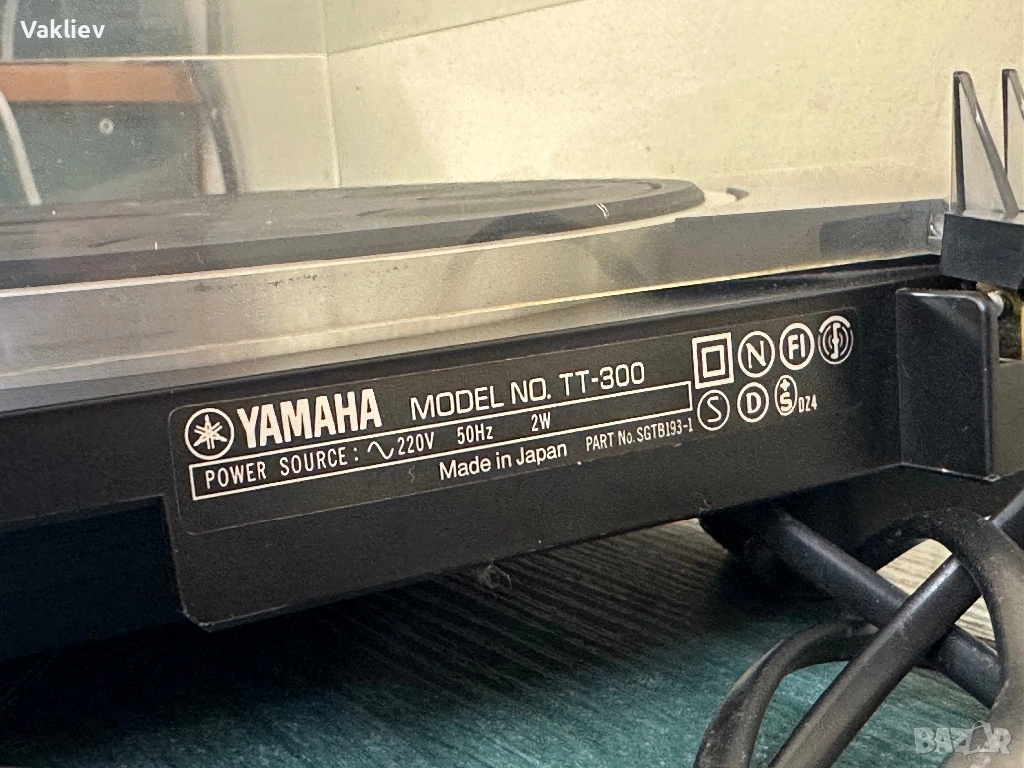 Vakliev
YAMAHA MODEL NO. TT-300
POWER SOURCE: 220V 50Hz 2W
Made in Japan PART No. SGTB193-1
N FI
S D S DZ4
BAZAR